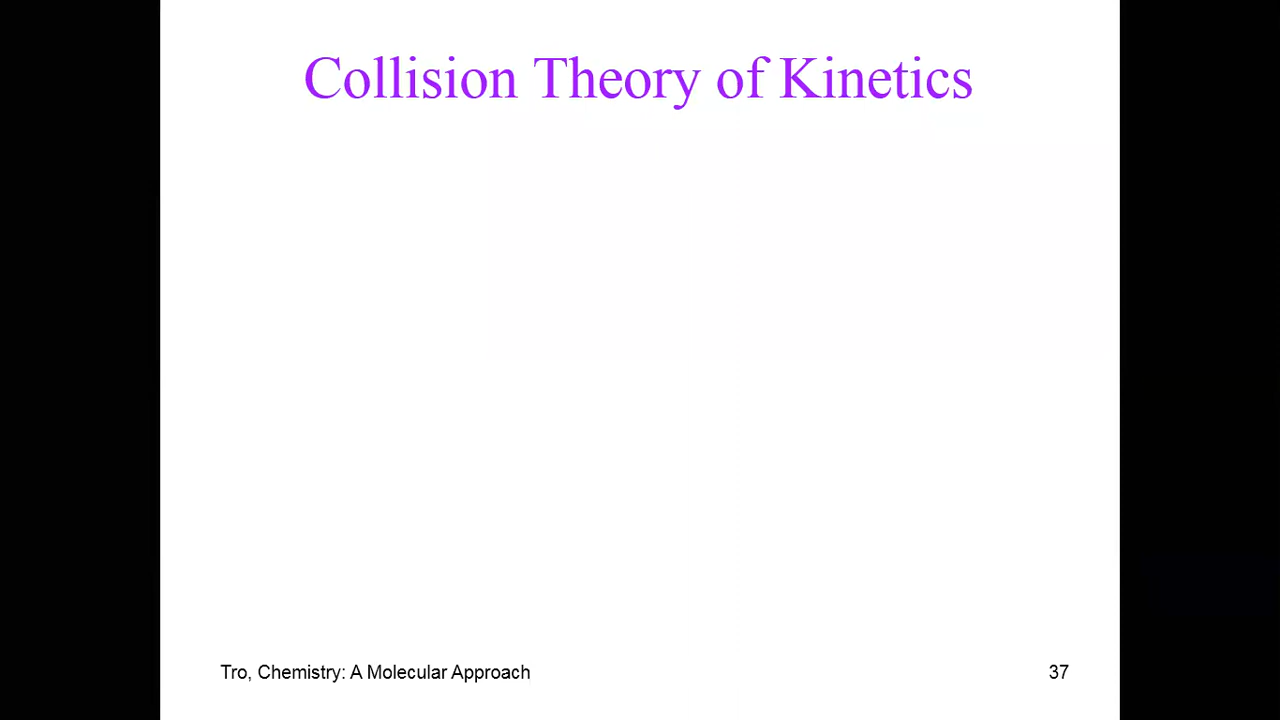 Collision Theory of Kinetics
Tro, Chemistry: A Molecular Approach
37